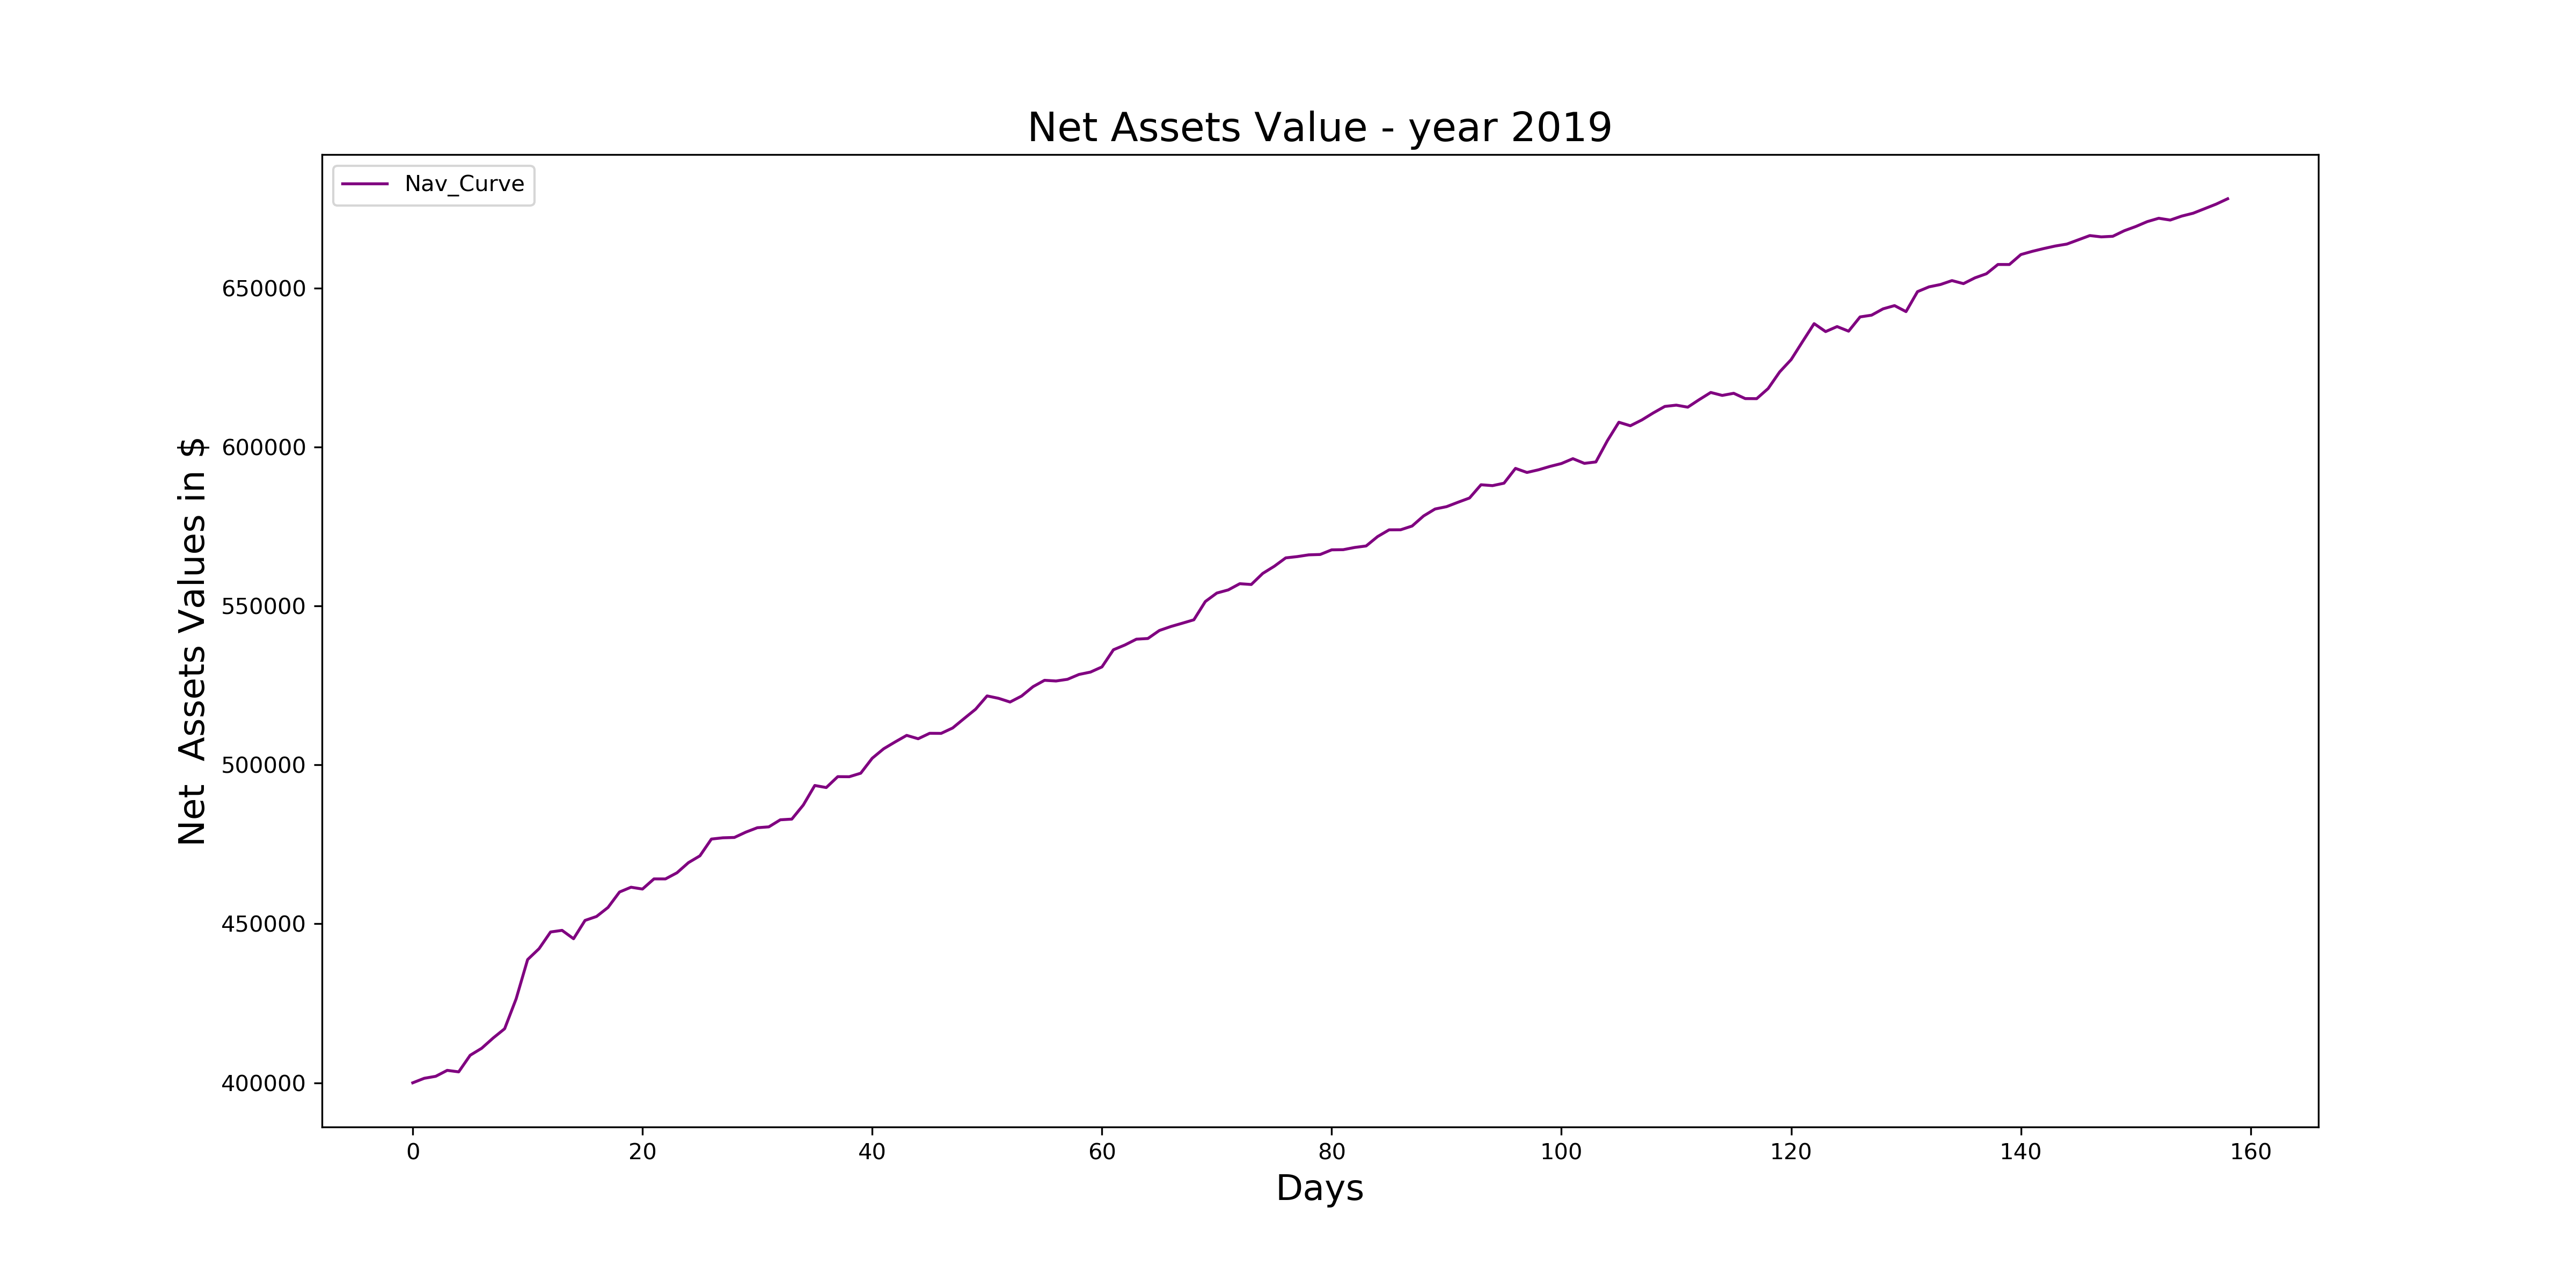 Net Assets Value - year 2019
Nav_Curve
Net  Assets Values in $
650000
600000
550000
500000
450000
400000
0 20 40 60 80 100 120 140 160
Days